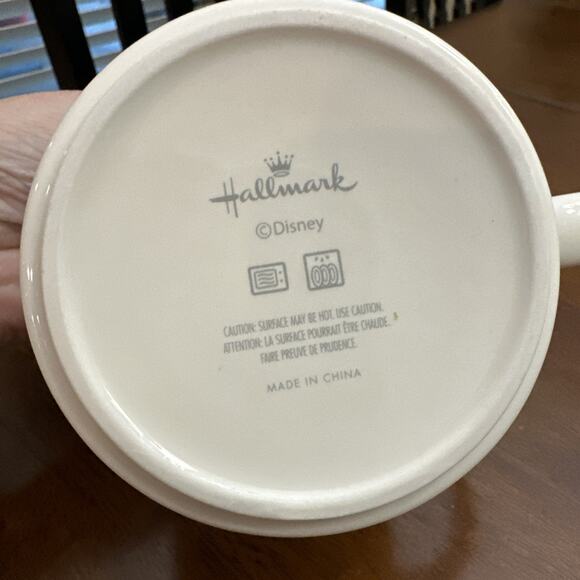 Hallmark
©Disney
CAUTION: SURFACE MAY BE HOT. USE CAUTION.
ATTENTION: LA SURFACE POURRAIT ÊTRE CHAUDE.
FAIRE PREUVE DE PRUDENCE.
MADE IN CHINA